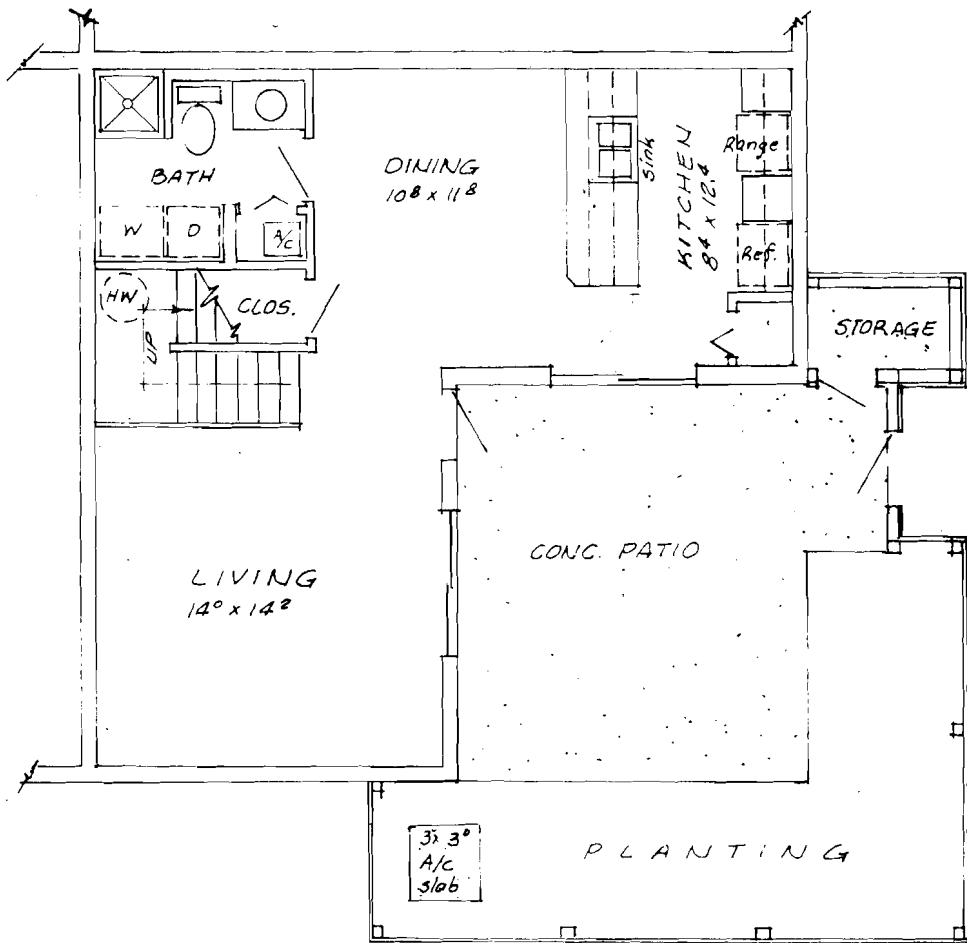 BATH
DINING
10⁸ x 11⁸
Sink
KITCHEN
8⁴ x 12.⁴
Range
Ref.
W
D
A/C
HW
CLOS.
UP
STORAGE
LIVING
14⁰ x 14²
CONC. PATIO
3x 3⁰
A/C
slab
PLANTING